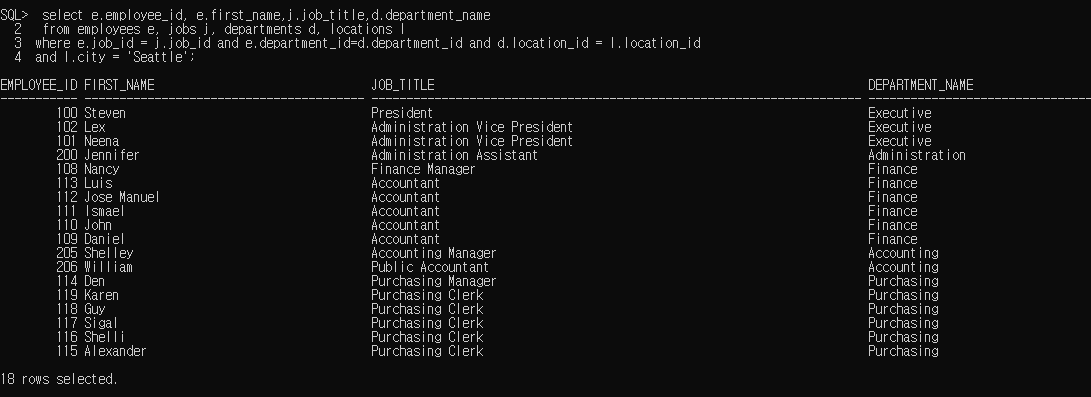 SQL>  select e.employee_id, e.first_name,j.job_title,d.department_name
  2   from employees e, jobs j, departments d, locations l
  3  where e.job_id = j.job_id and e.department_id=d.department_id and d.location_id = l.location_id
  4  and l.city = 'Seattle';
EMPLOYEE_ID FIRST_NAME JOB_TITLE DEPARTMENT_NAME
----------- ---------------------------------------- ---------------------------------------------------------------------- --------------------------------
100 Steven President Executive
102 Lex Administration Vice President Executive
101 Neena Administration Vice President Executive
200 Jennifer Administration Assistant Administration
108 Nancy Finance Manager Finance
113 Luis Accountant Finance
112 Jose Manuel Accountant Finance
111 Ismael Accountant Finance
110 John Accountant Finance
109 Daniel Accountant Finance
205 Shelley Accounting Manager Accounting
206 William Public Accountant Accounting
114 Den Purchasing Manager Purchasing
119 Karen Purchasing Clerk Purchasing
118 Guy Purchasing Clerk Purchasing
117 Sigal Purchasing Clerk Purchasing
116 Shelli Purchasing Clerk Purchasing
115 Alexander Purchasing Clerk Purchasing
18 rows selected.